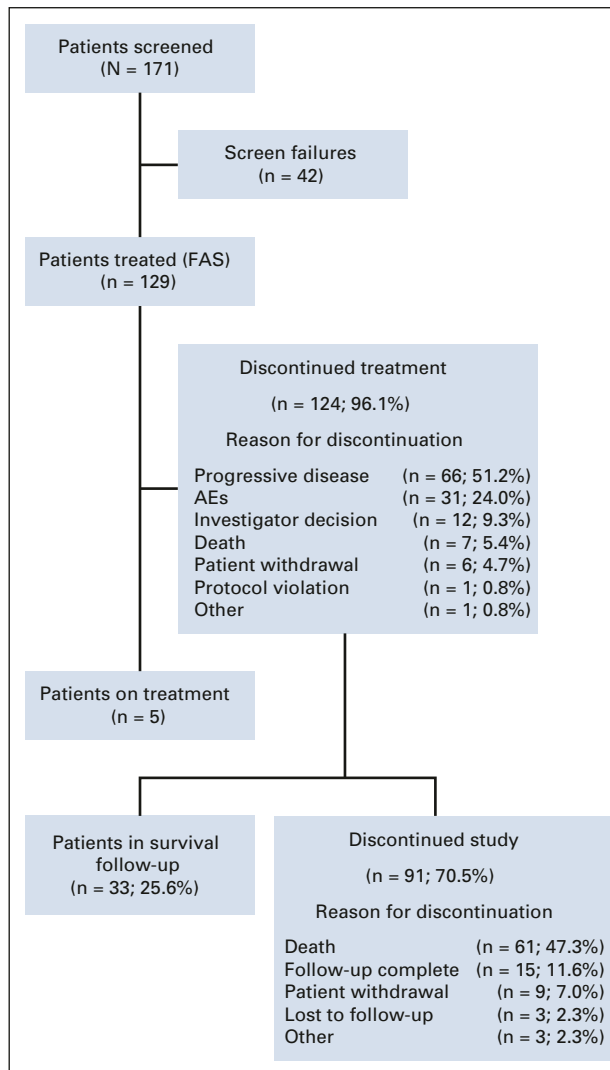 Patients screened
(N = 171)
Screen failures
(n = 42)
Patients treated (FAS)
(n = 129)
Discontinued treatment
(n = 124; 96.1%)
Reason for discontinuation
Progressive disease (n = 66; 51.2%)
AEs (n = 31; 24.0%)
Investigator decision (n = 12; 9.3%)
Death (n = 7; 5.4%)
Patient withdrawal (n = 6; 4.7%)
Protocol violation (n = 1; 0.8%)
Other (n = 1; 0.8%)
Patients on treatment
(n = 5)
Patients in survival
follow-up
(n = 33; 25.6%)
Discontinued study
(n = 91; 70.5%)
Reason for discontinuation
Death (n = 61; 47.3%)
Follow-up complete (n = 15; 11.6%)
Patient withdrawal (n = 9; 7.0%)
Lost to follow-up (n = 3; 2.3%)
Other (n = 3; 2.3%)